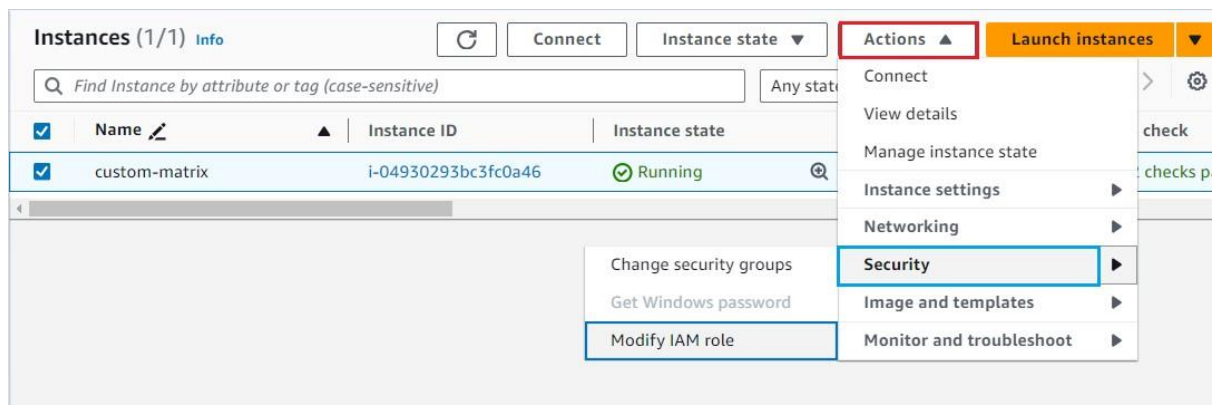 Instances (1/1) Info Connect Instance state Actions Launch instances
Find Instance by attribute or tag (case-sensitive) Any state
Connect
View details
Name Instance ID Instance state check
Manage instance state
custom-matrix i-04930293bc3fc0a46 Running checks p
Instance settings
Networking
Change security groups Security
Get Windows password Image and templates
Modify IAM role Monitor and troubleshoot